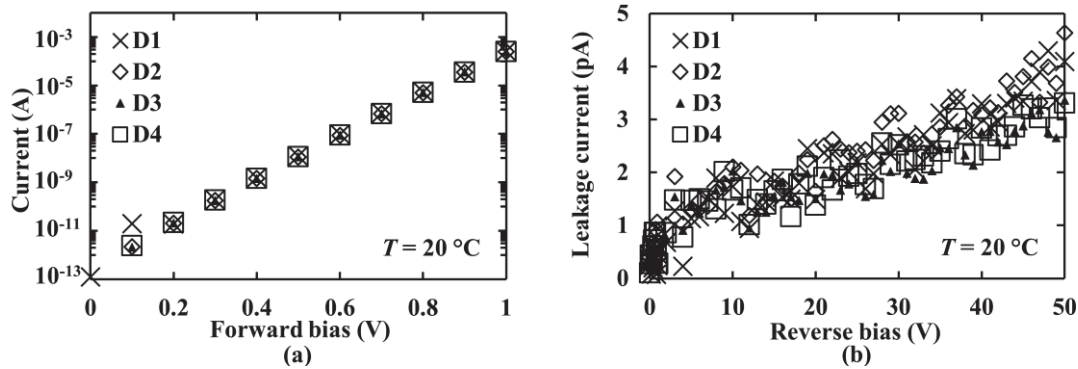 10⁻³
10⁻⁵
10⁻⁷
10⁻⁹
10⁻¹¹
10⁻¹³
Current (A)
D1
D2
D3
D4
T = 20 °C
0 0.2 0.4 0.6 0.8 1
Forward bias (V)
(a)
5
4
3
2
1
0
Leakage current (pA)
D1
D2
D3
D4
T = 20 °C
0 10 20 30 40 50
Reverse bias (V)
(b)